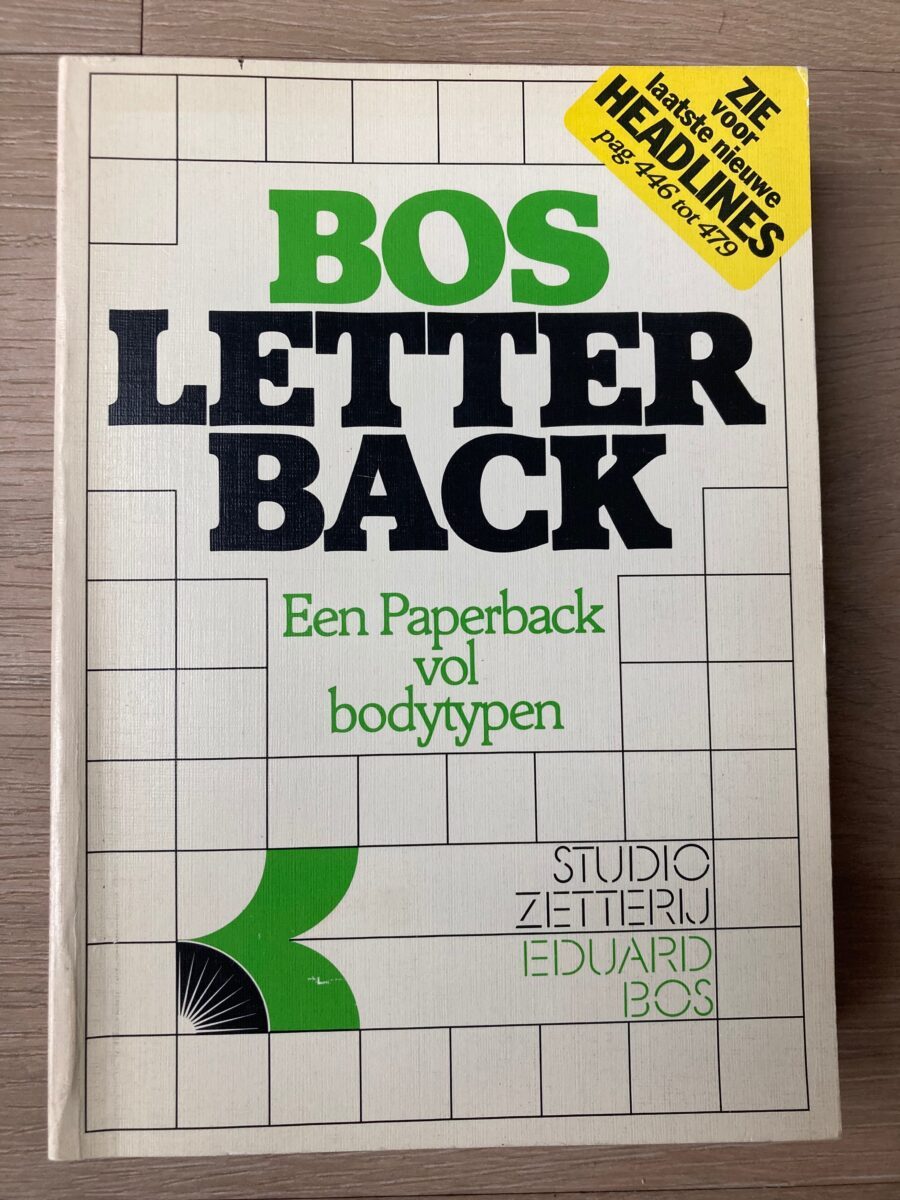 ZIE
voor
laatste nieuwe
HEADLINES
pag. 446 tot 479
BOS
LETTER
BACK
Een Paperback
vol
bodytypen
STUDIO
ZETTERIJ
EDUARD
BOS